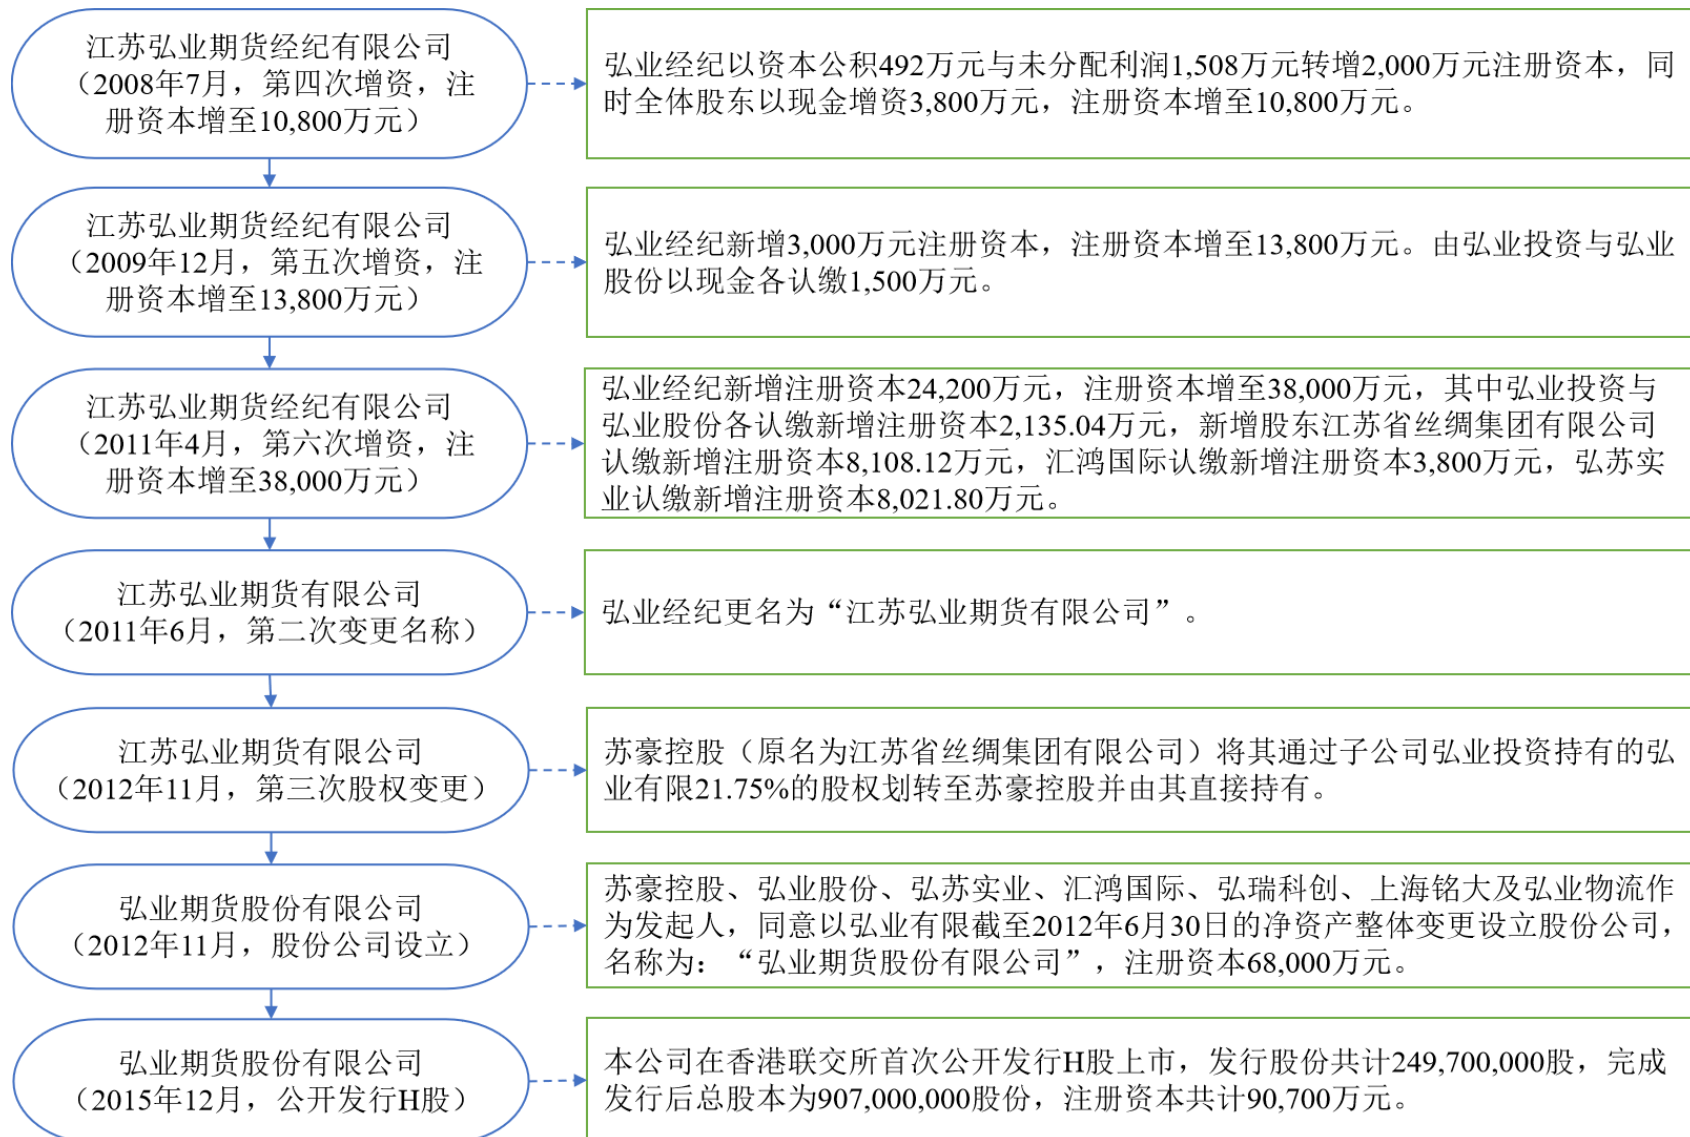 江苏弘业期货经纪有限公司
（2008年7月，第四次增资，注
册资本增至10,800万元）
弘业经纪以资本公积492万元与未分配利润1,508万元转增2,000万元注册资本，同
时全体股东以现金增资3,800万元，注册资本增至10,800万元。
江苏弘业期货经纪有限公司
（2009年12月，第五次增资，注
册资本增至13,800万元）
弘业经纪新增3,000万元注册资本，注册资本增至13,800万元。由弘业投资与弘业
股份以现金各认缴1,500万元。
江苏弘业期货经纪有限公司
（2011年4月，第六次增资，注
册资本增至38,000万元）
弘业经纪新增注册资本24,200万元，注册资本增至38,000万元，其中弘业投资与
弘业股份各认缴新增注册资本2,135.04万元，新增股东江苏省丝绸集团有限公司
认缴新增注册资本8,108.12万元，汇鸿国际认缴新增注册资本3,800万元，弘苏实
业认缴新增注册资本8,021.80万元。
江苏弘业期货有限公司
（2011年6月，第二次变更名称）
弘业经纪更名为“江苏弘业期货有限公司”。
江苏弘业期货有限公司
（2012年11月，第三次股权变更）
苏豪控股（原名为江苏省丝绸集团有限公司）将其通过子公司弘业投资持有的弘
业有限21.75%的股权划转至苏豪控股并由其直接持有。
弘业期货股份有限公司
（2012年11月，股份公司设立）
苏豪控股、弘业股份、弘苏实业、汇鸿国际、弘瑞科创、上海铭大及弘业物流作
为发起人，同意以弘业有限截至2012年6月30日的净资产整体变更设立股份公司，
名称为：“弘业期货股份有限公司”，注册资本68,000万元。
弘业期货股份有限公司
（2015年12月，公开发行H股）
本公司在香港联交所首次公开发行H股上市，发行股份共计249,700,000股，完成
发行后总股本为907,000,000股份，注册资本共计90,700万元。